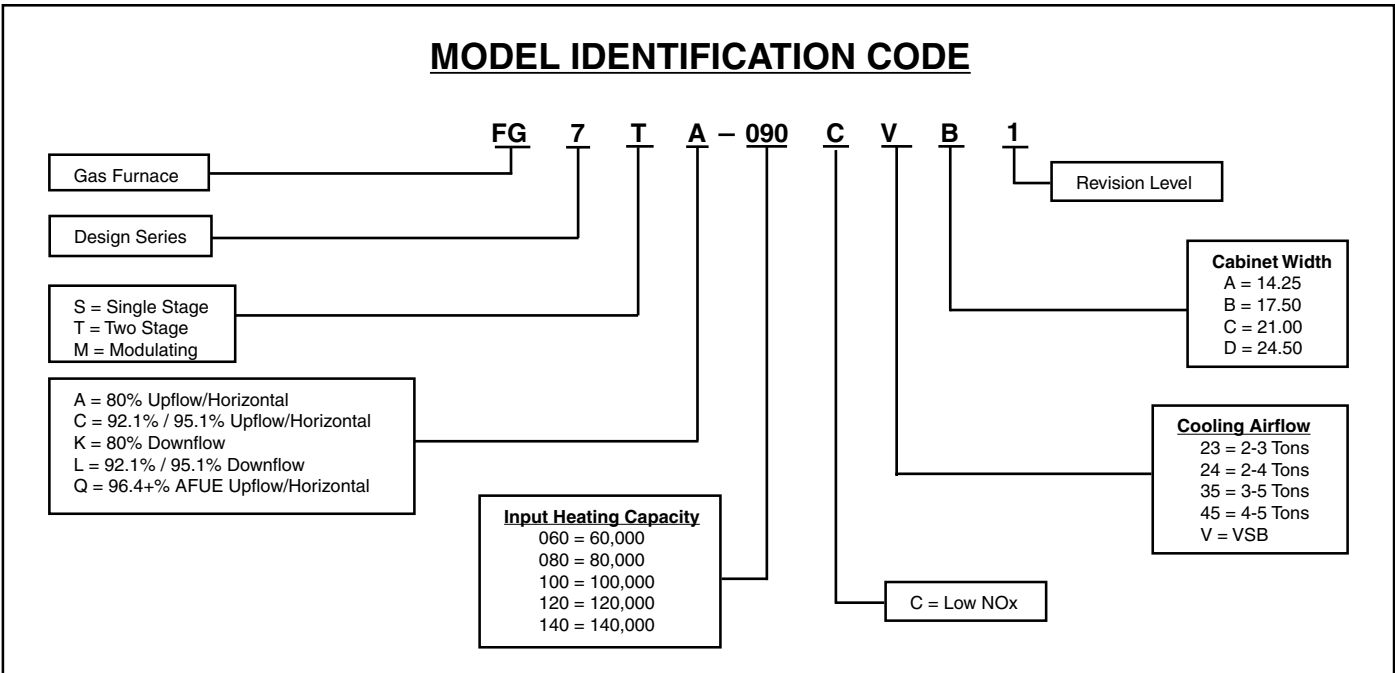 MODEL IDENTIFICATION CODE
FG 7 T A – 090 C V B 1
Gas Furnace
Revision Level
Design Series
S = Single Stage
T = Two Stage
M = Modulating
Cabinet Width
A = 14.25
B = 17.50
C = 21.00
D = 24.50
A = 80% Upflow/Horizontal
C = 92.1% / 95.1% Upflow/Horizontal
K = 80% Downflow
L = 92.1% / 95.1% Downflow
Q = 96.4+% AFUE Upflow/Horizontal
Cooling Airflow
23 = 2-3 Tons
24 = 2-4 Tons
35 = 3-5 Tons
45 = 4-5 Tons
V = VSB
Input Heating Capacity
060 = 60,000
080 = 80,000
100 = 100,000
120 = 120,000
140 = 140,000
C = Low NOx